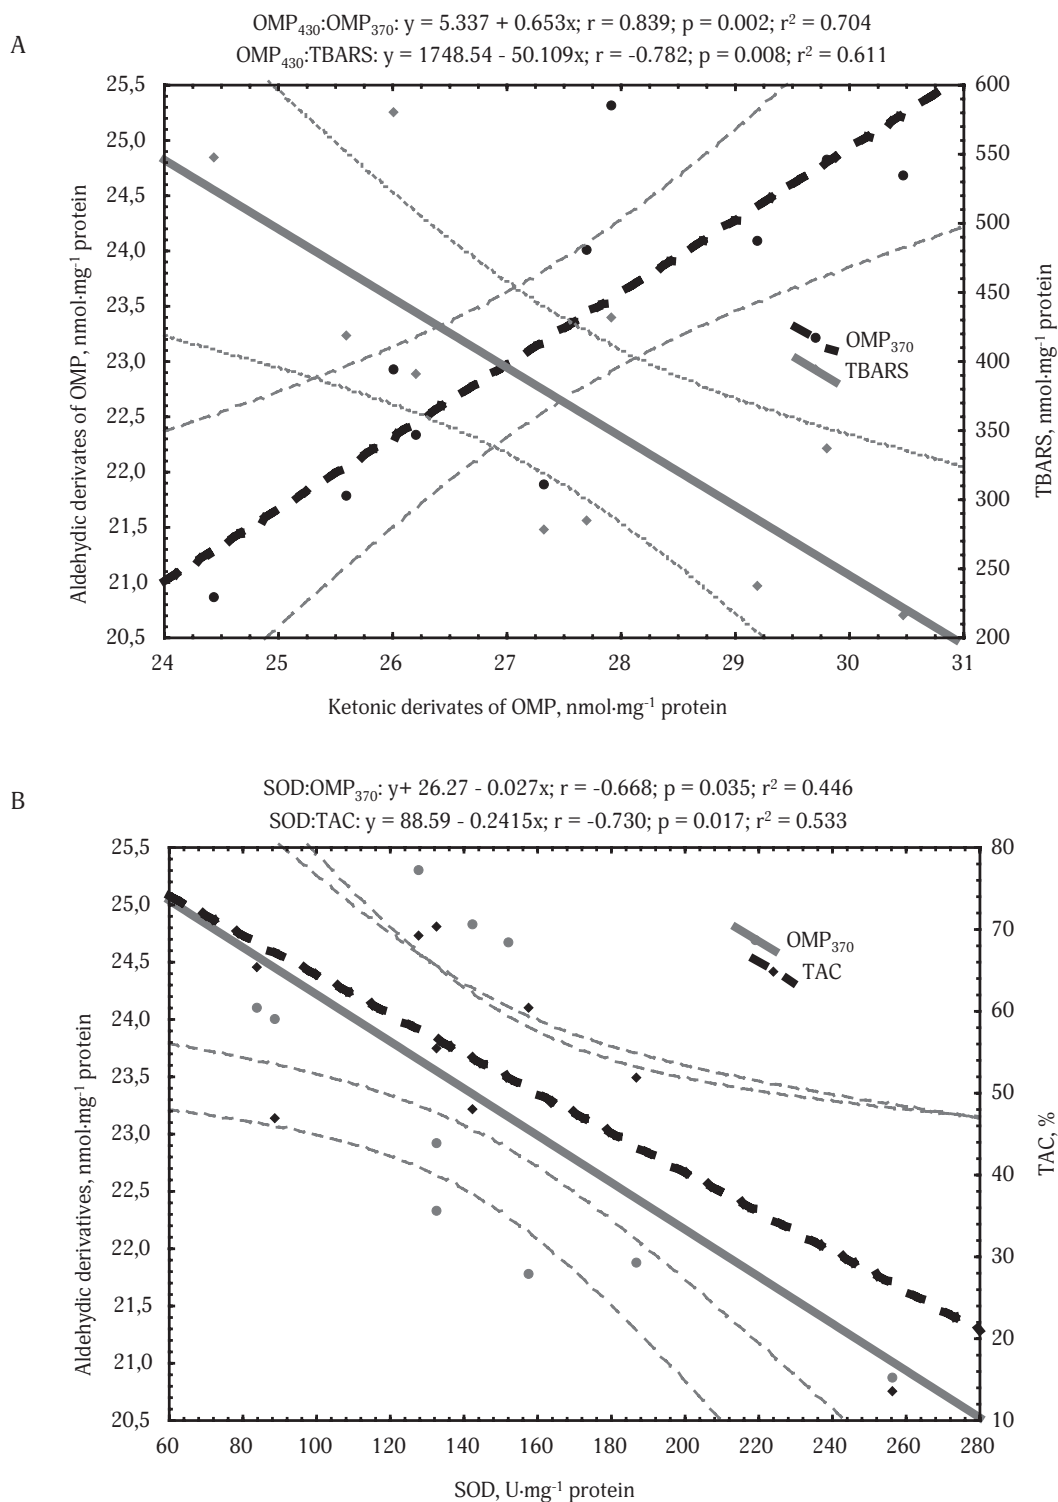 A
OMP₄₃₀:OMP₃₇₀: y = 5.337 + 0.653x; r = 0.839; p = 0.002; r² = 0.704
OMP₄₃₀:TBARS: y = 1748.54 - 50.109x; r = -0.782; p = 0.008; r² = 0.611
Aldehydic derivates of OMP, nmol·mg⁻¹ protein
25,5
25,0
24,5
24,0
23,5
23,0
22,5
22,0
21,5
21,0
20,5
600
550
500
450
400
350
300
250
200
TBARS, nmol·mg⁻¹ protein
OMP₃₇₀
TBARS
24 25 26 27 28 29 30 31
Ketonic derivates of OMP, nmol·mg⁻¹ protein
B
SOD:OMP₃₇₀: y+ 26.27 - 0.027x; r = -0.668; p = 0.035; r² = 0.446
SOD:TAC: y = 88.59 - 0.2415x; r = -0.730; p = 0.017; r² = 0.533
Aldehydic derivatives, nmol·mg⁻¹ protein
25,5
25,0
24,5
24,0
23,5
23,0
22,5
22,0
21,5
21,0
20,5
80
70
60
50
40
30
20
10
TAC, %
OMP₃₇₀
TAC
60 80 100 120 140 160 180 200 220 240 260 280
SOD, U·mg⁻¹ protein